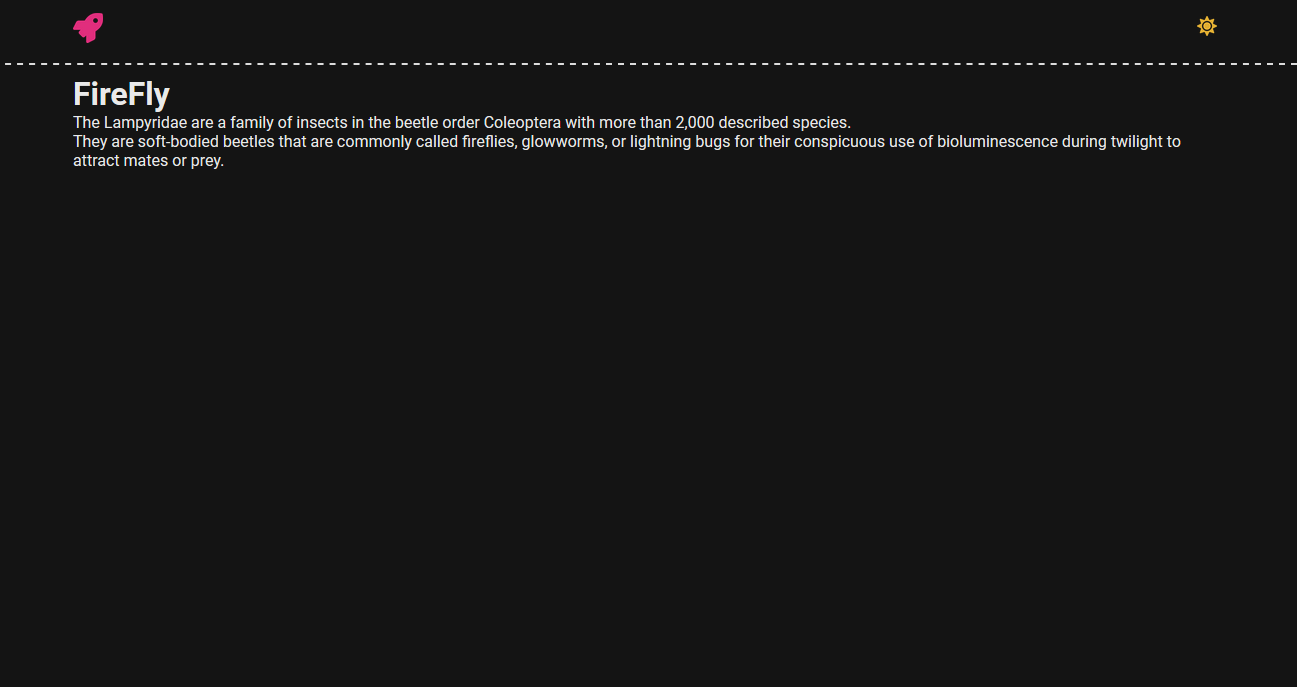 FireFly
The Lampyridae are a family of insects in the beetle order Coleoptera with more than 2,000 described species.
They are soft-bodied beetles that are commonly called fireflies, glowworms, or lightning bugs for their conspicuous use of bioluminescence during twilight to
attract mates or prey.